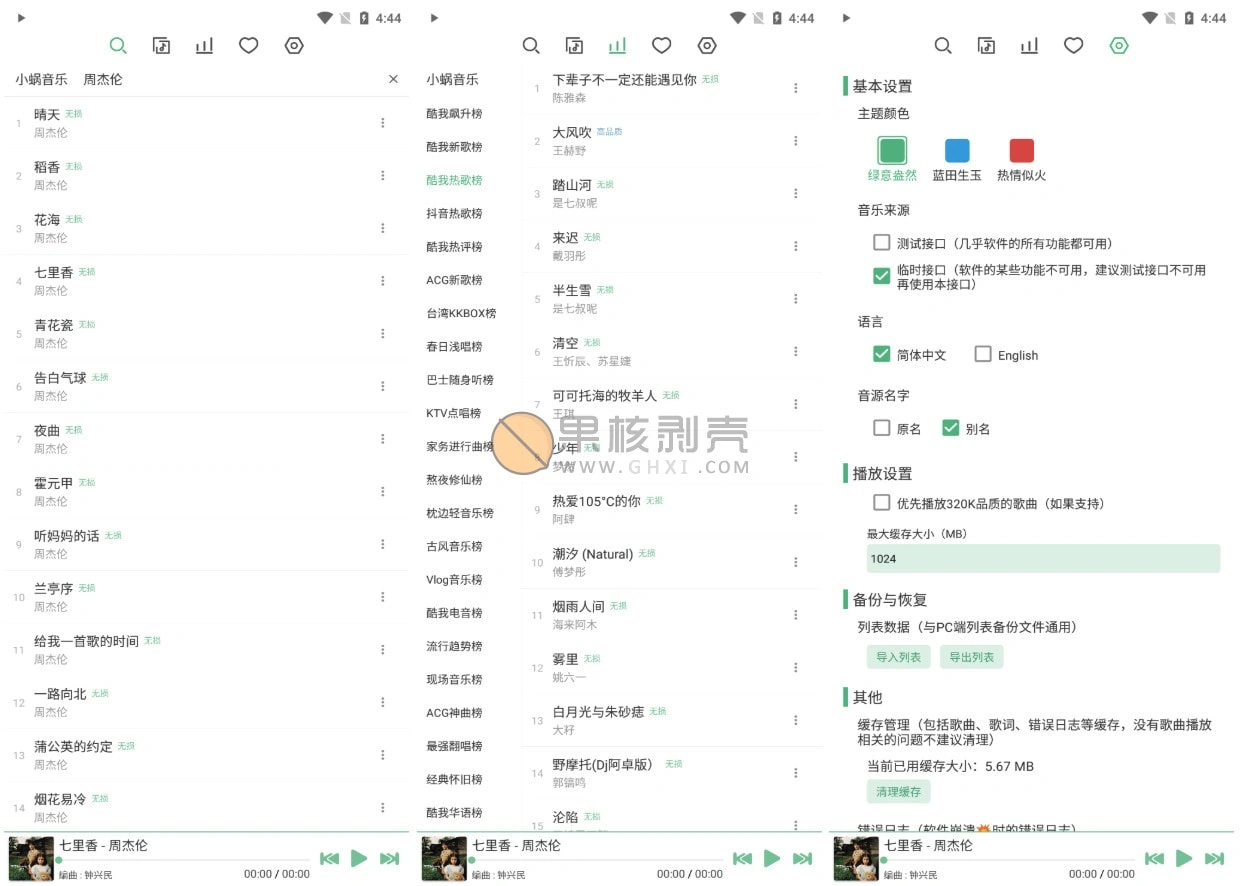 4:44
小蜗音乐 周杰伦
1 晴天 无损
周杰伦
2 稻香 无损
周杰伦
3 花海 无损
周杰伦
4 七里香 无损
周杰伦
5 青花瓷 无损
周杰伦
6 告白气球 无损
周杰伦
7 夜曲 无损
周杰伦
8 霍元甲 无损
周杰伦
9 听妈妈的话 无损
周杰伦
10 兰亭序 无损
周杰伦
11 给我一首歌的时间 无损
周杰伦
12 一路向北 无损
周杰伦
13 蒲公英的约定 无损
周杰伦
14 烟花易冷 无损
周杰伦
七里香 - 周杰伦
编曲 : 钟兴民
00:00 / 00:00
4:44
小蜗音乐
酷我飙升榜
酷我新歌榜
酷我热歌榜
抖音热歌榜
酷我热评榜
ACG新歌榜
台湾KKBOX榜
春日浅唱榜
巴士随身听榜
KTV点唱榜
家务进行曲榜
熬夜修仙榜
枕边轻音乐榜
古风音乐榜
Vlog音乐榜
酷我电音榜
流行趋势榜
现场音乐榜
ACG神曲榜
最强翻唱榜
经典怀旧榜
酷我华语榜
1 下辈子不一定还能遇见你 无损
陈雅森
2 大风吹 高品质
王赫野
3 踏山河 无损
是七叔呢
4 来迟 无损
戴羽彤
5 半生雪 无损
是七叔呢
6 清空 无损
王忻辰、苏星婕
7 可可托海的牧羊人 无损
王琪
少年 无损
9 热爱105°C的你 无损
阿肆
10 潮汐 (Natural) 无损
傅梦彤
11 烟雨人间 无损
海来阿木
12 雾里 无损
姚六一
13 白月光与朱砂痣 无损
大籽
14 野摩托(Dj阿卓版） 无损
郭镐鸣
15 沦陷 无损
七里香 - 周杰伦
编曲 : 钟兴民
00:00 / 00:00
果核剥壳
WWW.GHXI.COM
4:44
基本设置
主题颜色
绿意盎然 蓝田生玉 热情似火
音乐来源
测试接口（几乎软件的所有功能都可用）
临时接口（软件的某些功能不可用，建议测试接口不可用
再使用本接口）
语言
简体中文 English
音源名字
原名 别名
播放设置
优先播放320K品质的歌曲（如果支持）
最大缓存大小（MB）
1024
备份与恢复
列表数据（与PC端列表备份文件通用）
导入列表 导出列表
其他
缓存管理（包括歌曲、歌词、错误日志等缓存，没有歌曲播放
相关的问题不建议清理）
当前已用缓存大小：5.67 MB
清理缓存
错误日志（软件崩溃💥时的错误日志）
七里香 - 周杰伦
编曲 : 钟兴民
00:00 / 00:00